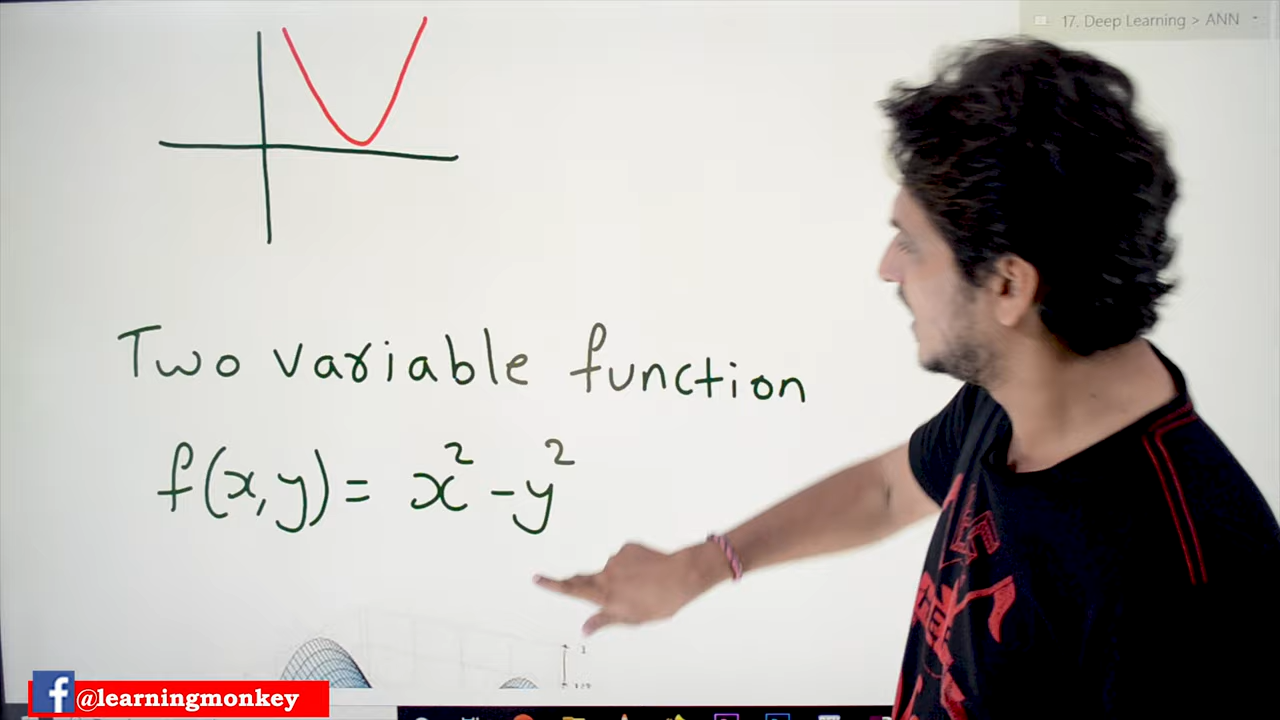 17. Deep Learning > ANN
Two variable function
f(x,y) = x² - y²
@learningmonkey